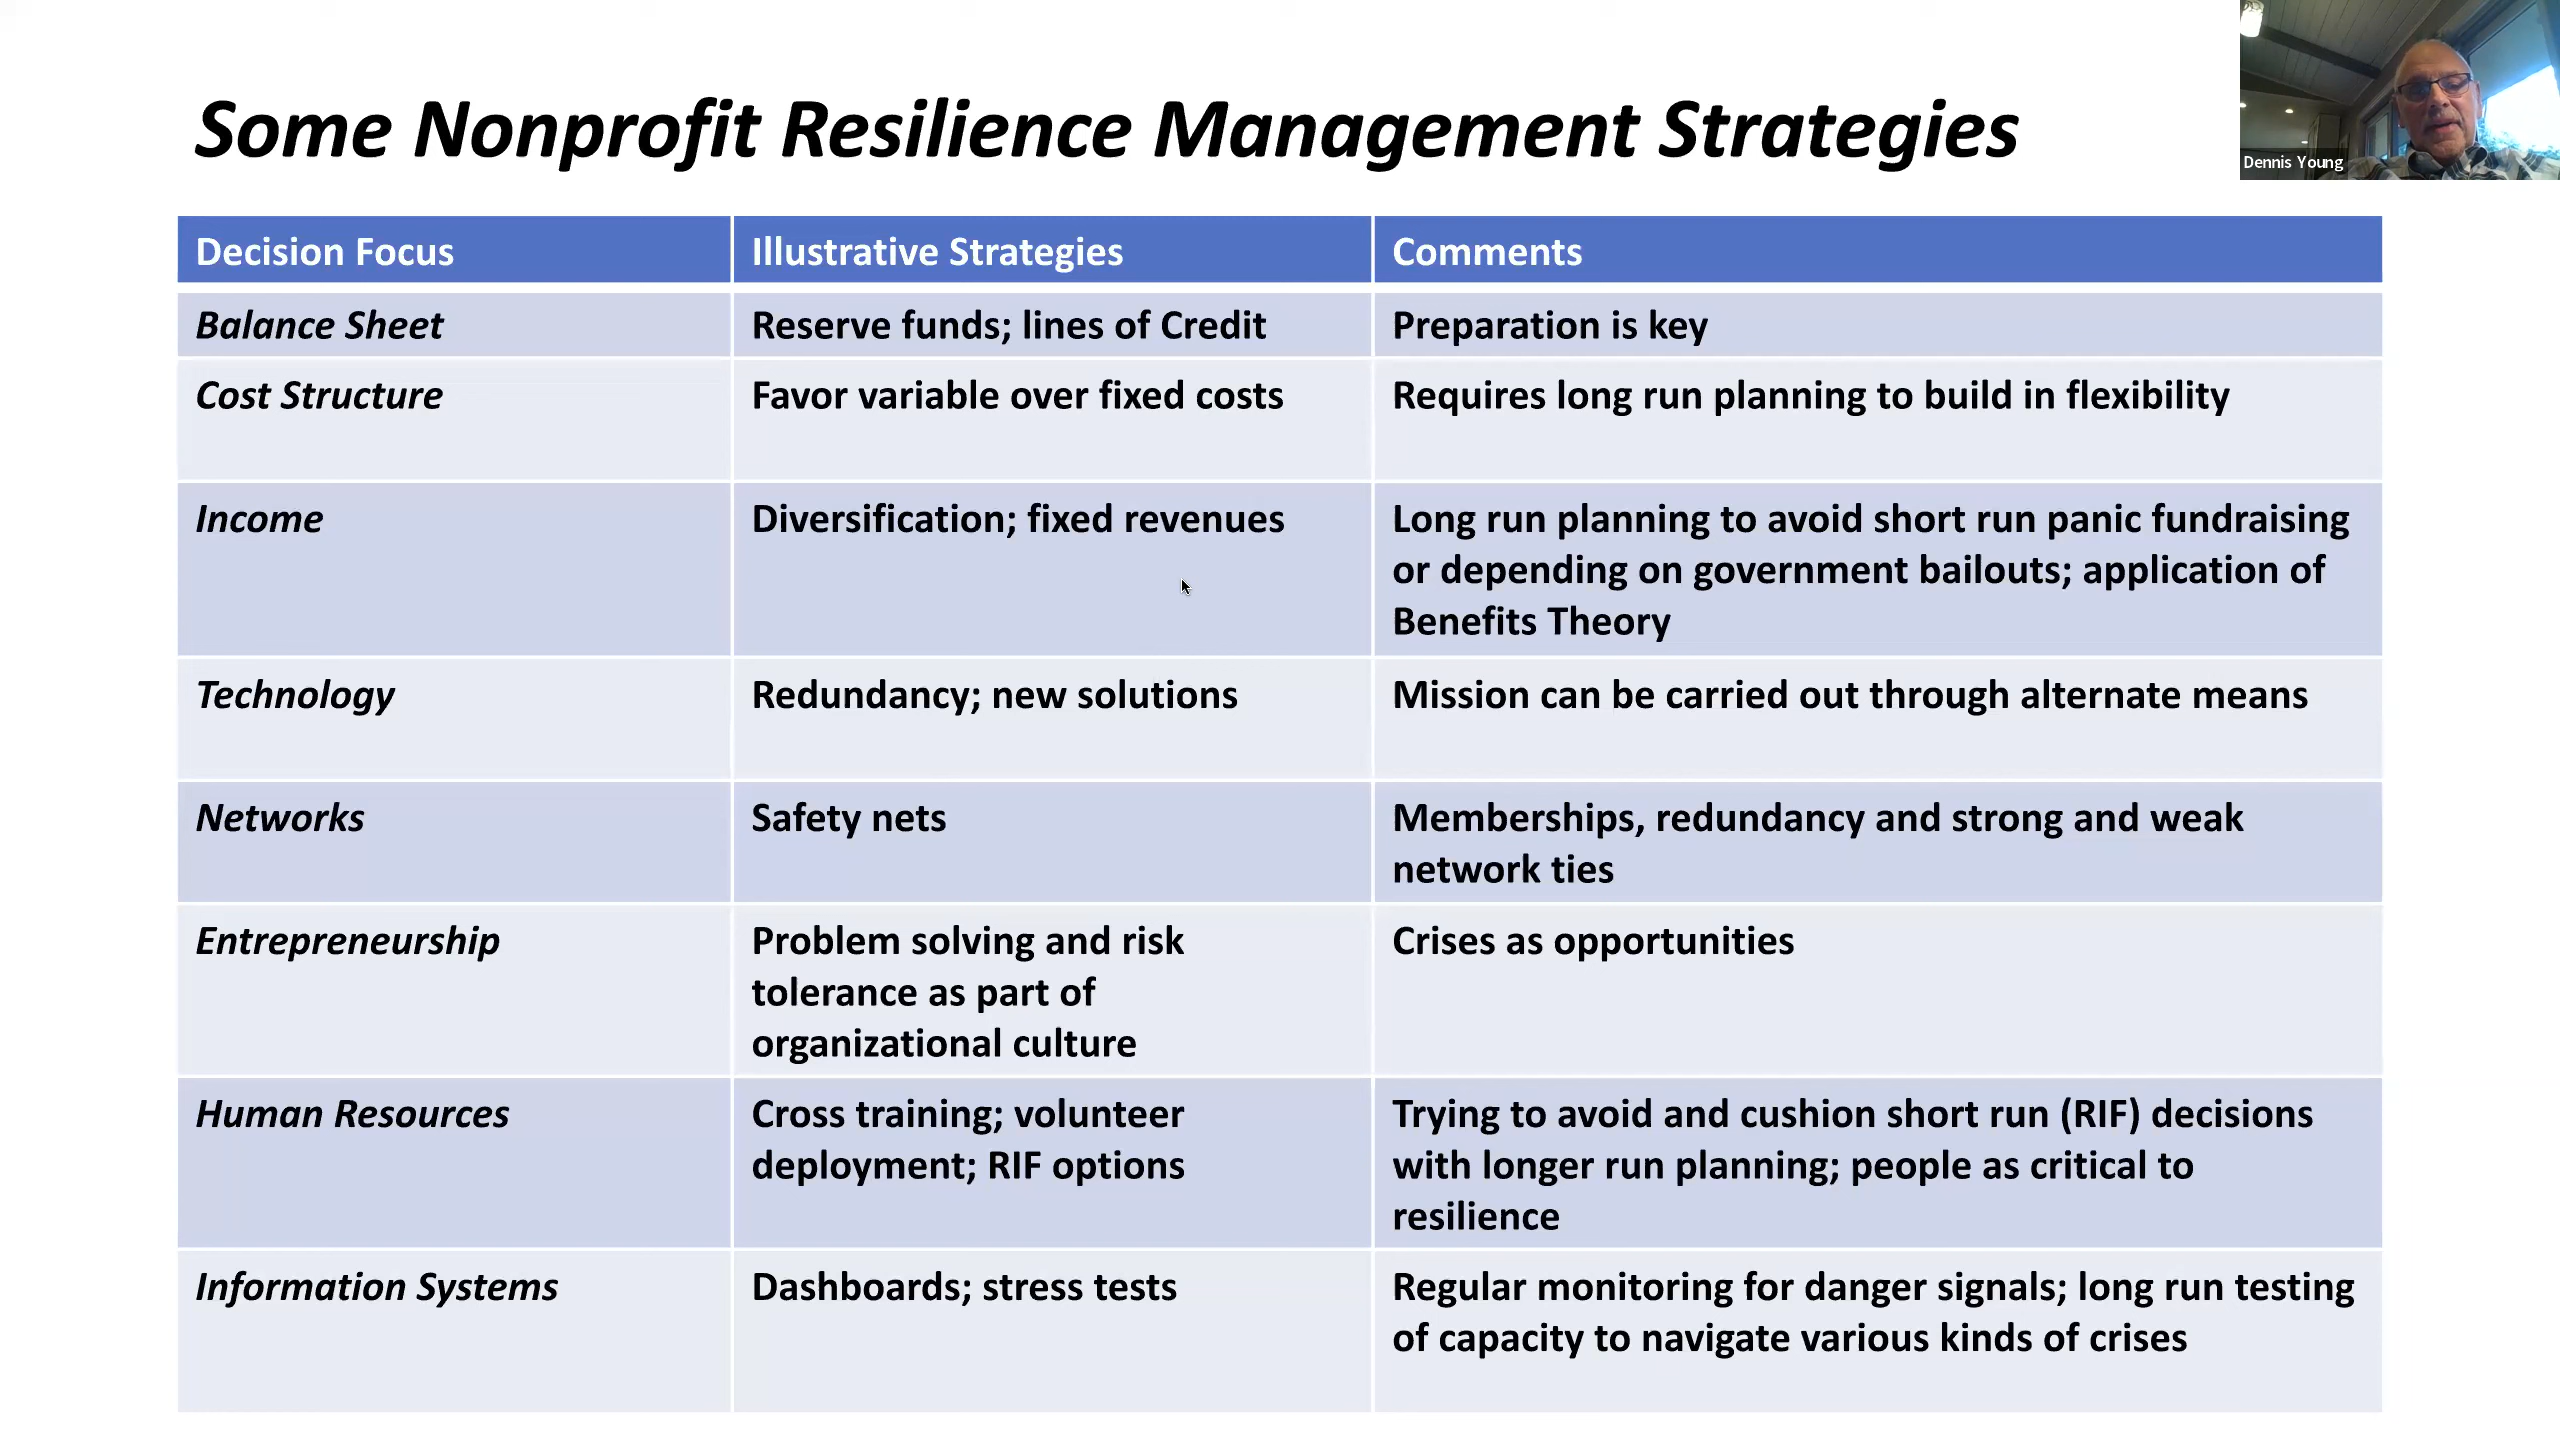 Some Nonprofit Resilience Management Strategies
Dennis Young
Decision Focus
Illustrative Strategies
Comments
Balance Sheet
Reserve funds; lines of Credit
Preparation is key
Cost Structure
Favor variable over fixed costs
Requires long run planning to build in flexibility
Income
Diversification; fixed revenues
Long run planning to avoid short run panic fundraising
or depending on government bailouts; application of
Benefits Theory
Technology
Redundancy; new solutions
Mission can be carried out through alternate means
Networks
Safety nets
Memberships, redundancy and strong and weak
network ties
Entrepreneurship
Problem solving and risk
tolerance as part of
organizational culture
Crises as opportunities
Human Resources
Cross training; volunteer
deployment; RIF options
Trying to avoid and cushion short run (RIF) decisions
with longer run planning; people as critical to
resilience
Information Systems
Dashboards; stress tests
Regular monitoring for danger signals; long run testing
of capacity to navigate various kinds of crises